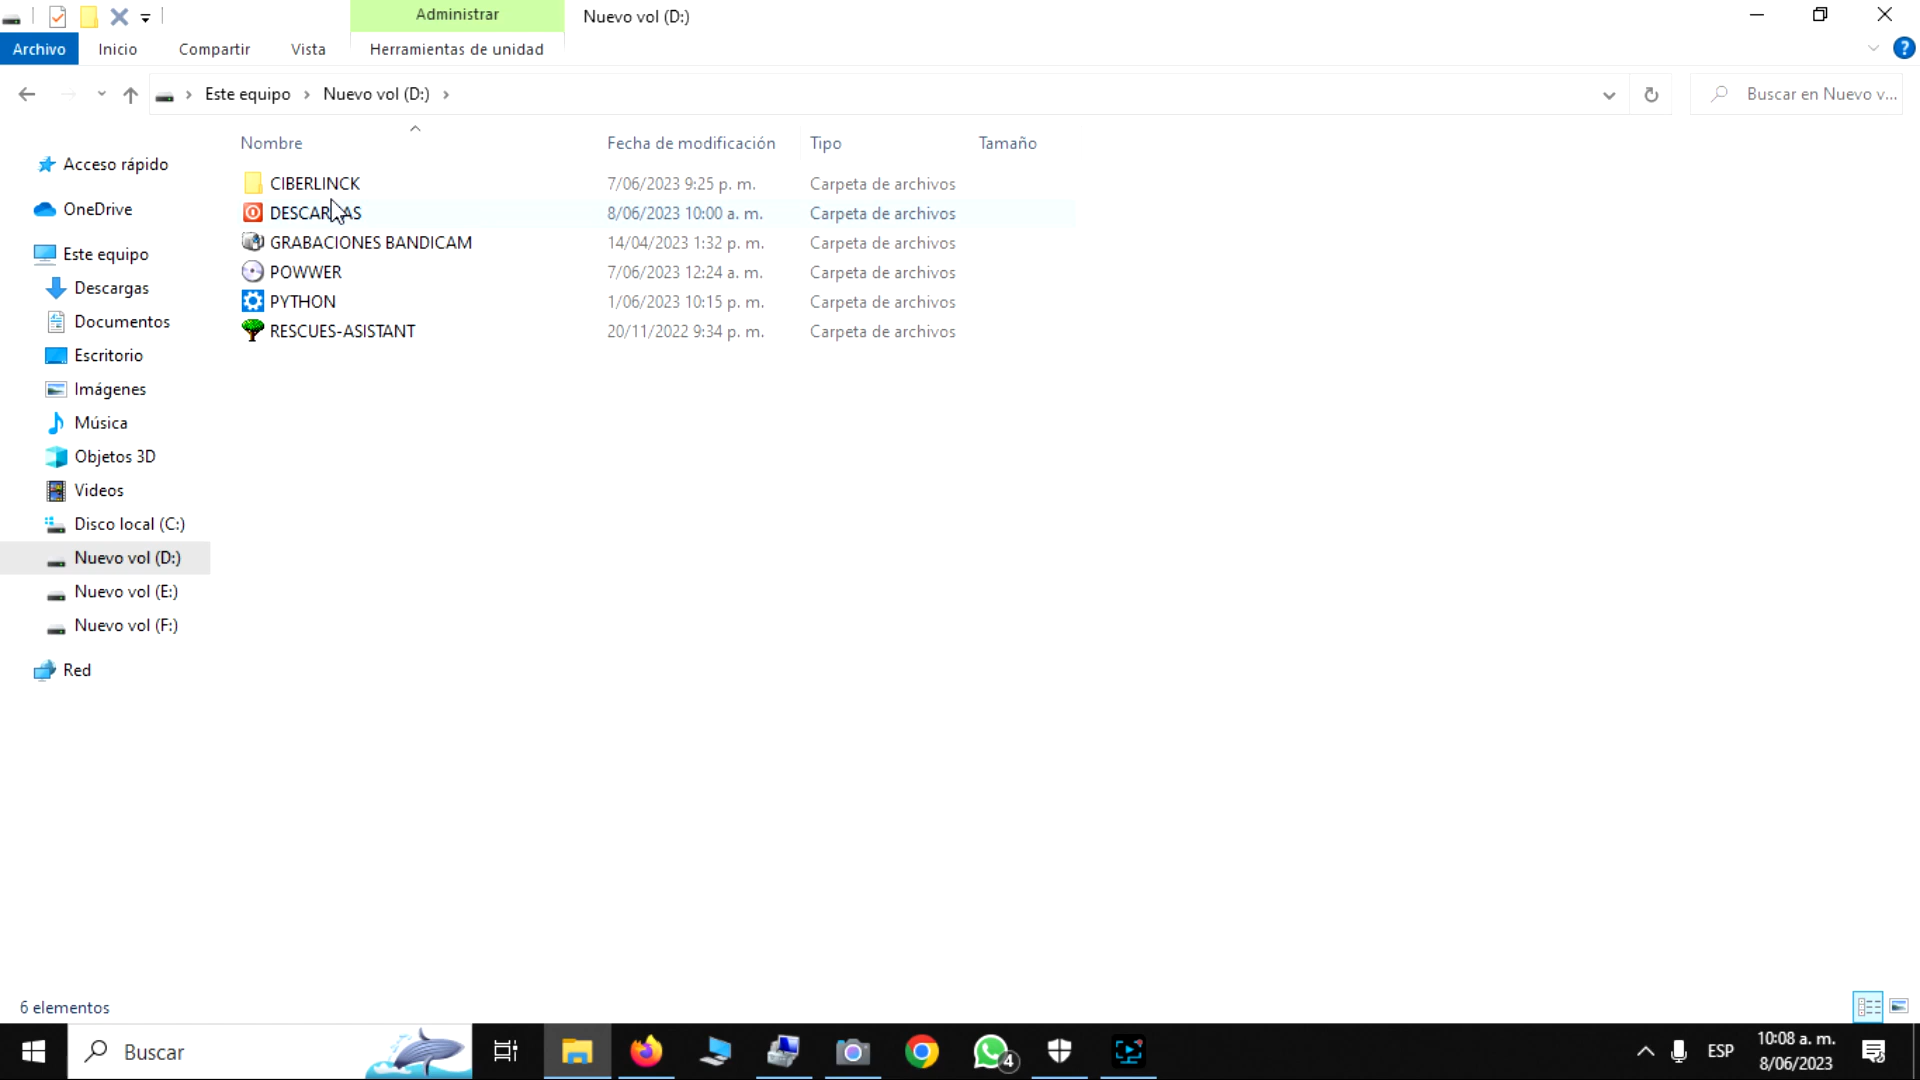 Administrar
Nuevo vol (D:)
Archivo
Inicio
Compartir
Vista
Herramientas de unidad
Este equipo
Nuevo vol (D:)
Buscar en Nuevo v...
Nombre
Fecha de modificación
Tipo
Tamaño
Acceso rápido
OneDrive
Este equipo
Descargas
Documentos
Escritorio
Imágenes
Música
Objetos 3D
Videos
Disco local (C:)
Nuevo vol (D:)
Nuevo vol (E:)
Nuevo vol (F:)
Red
CIBERLINCK 7/06/2023 9:25 p. m. Carpeta de archivos
DESCARGAS 8/06/2023 10:00 a. m. Carpeta de archivos
GRABACIONES BANDICAM 14/04/2023 1:32 p. m. Carpeta de archivos
POWWER 7/06/2023 12:24 a. m. Carpeta de archivos
PYTHON 1/06/2023 10:15 p. m. Carpeta de archivos
RESCUES-ASISTANT 20/11/2022 9:34 p. m. Carpeta de archivos
6 elementos
Buscar
4
ESP
10:08 a. m.
8/06/2023